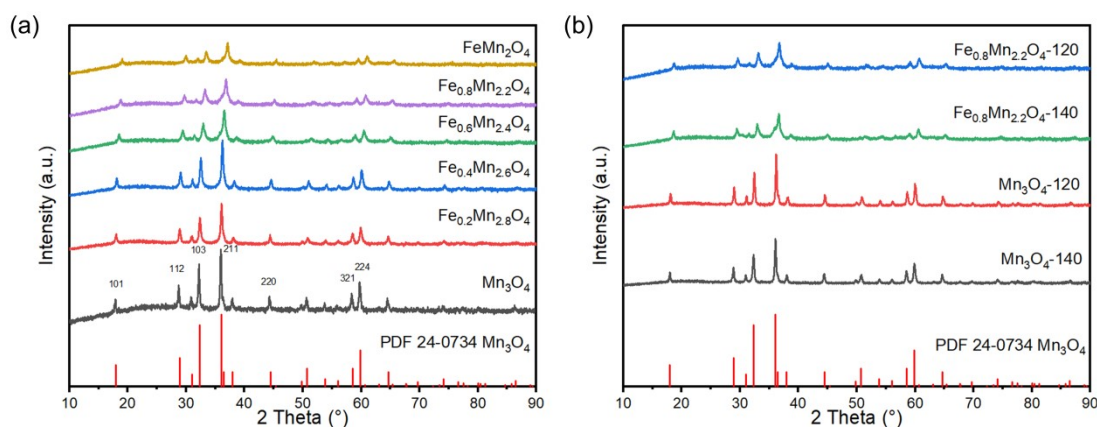 (a)
FeMn₂O₄
Fe₀.₈Mn₂.₂O₄
Fe₀.₆Mn₂.₄O₄
Fe₀.₄Mn₂.₆O₄
Fe₀.₂Mn₂.₈O₄
101
112
103
211
220
321
224
Mn₃O₄
PDF 24-0734 Mn₃O₄
Intensity (a.u.)
10 20 30 40 50 60 70 80 90
2 Theta (°)
(b)
Fe₀.₈Mn₂.₂O₄-120
Fe₀.₈Mn₂.₂O₄-140
Mn₃O₄-120
Mn₃O₄-140
PDF 24-0734 Mn₃O₄
Intensity (a.u.)
10 20 30 40 50 60 70 80 90
2 Theta (°)